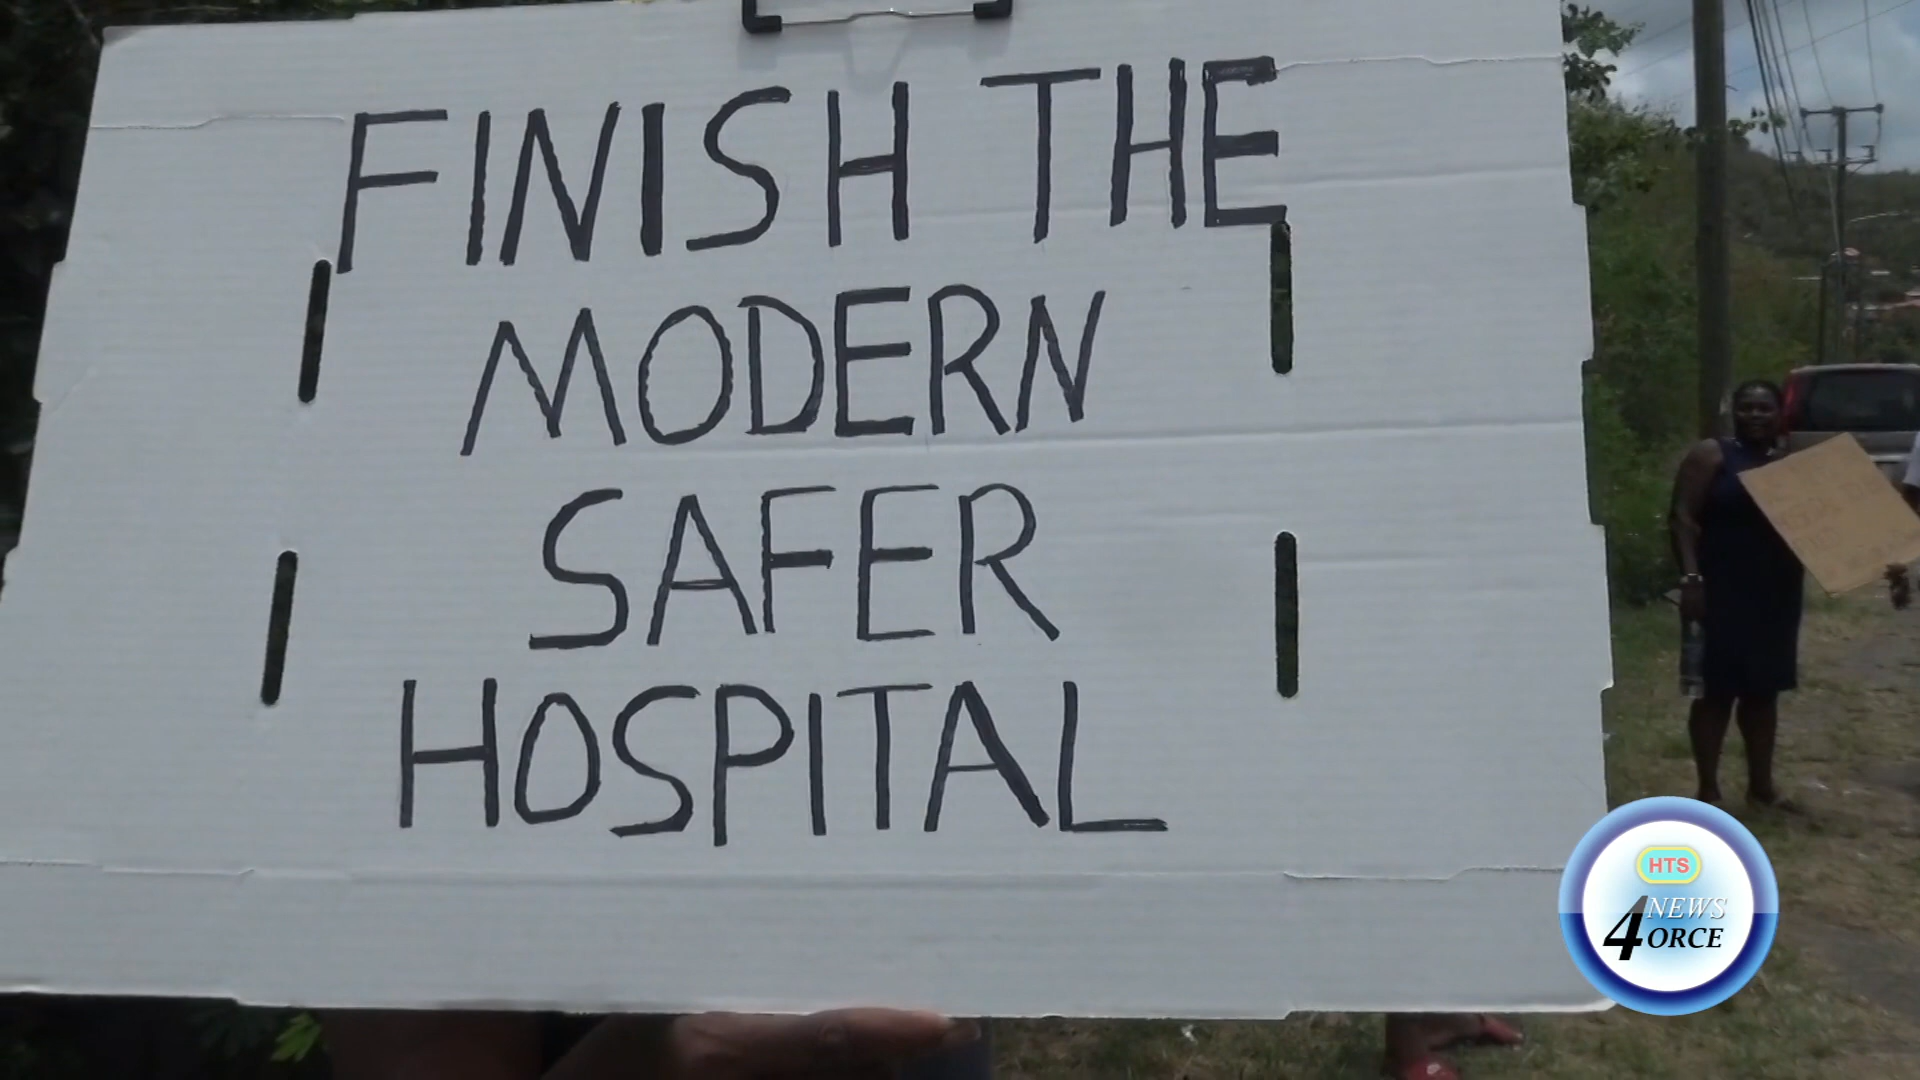 FINISH THE
MODERN
SAFER
HOSPITAL
HTS
NEWS
4ORCE